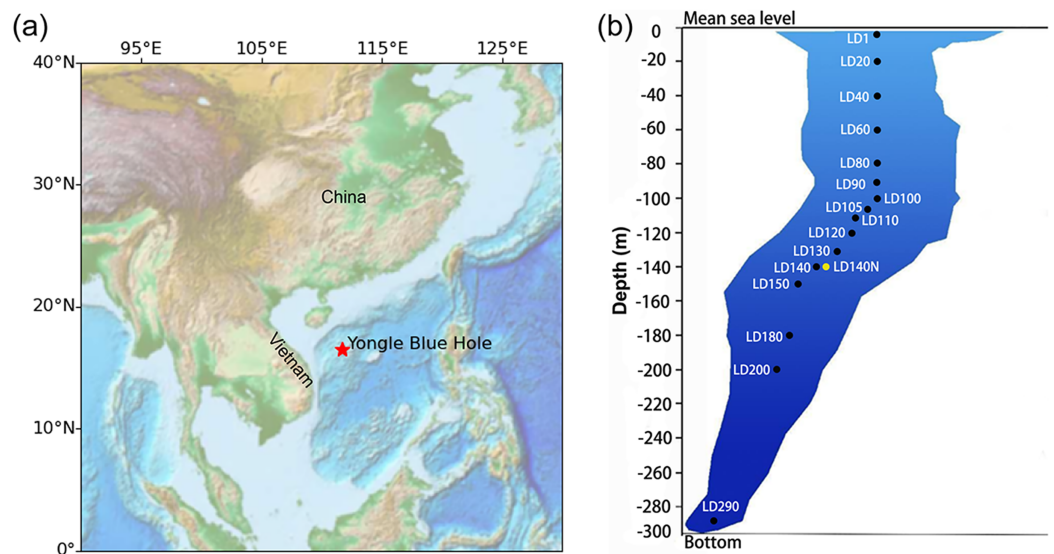 (a)
95°E 105°E 115°E 125°E
40°N
30°N
20°N
10°N
0°
China
Vietnam
Yongle Blue Hole
(b)
Mean sea level
Depth (m)
0
-20
-40
-60
-80
-100
-120
-140
-160
-180
-200
-220
-240
-260
-280
-300
LD1
LD20
LD40
LD60
LD80
LD90
LD100
LD105
LD110
LD120
LD130
LD140 LD140N
LD150
LD180
LD200
LD290
Bottom